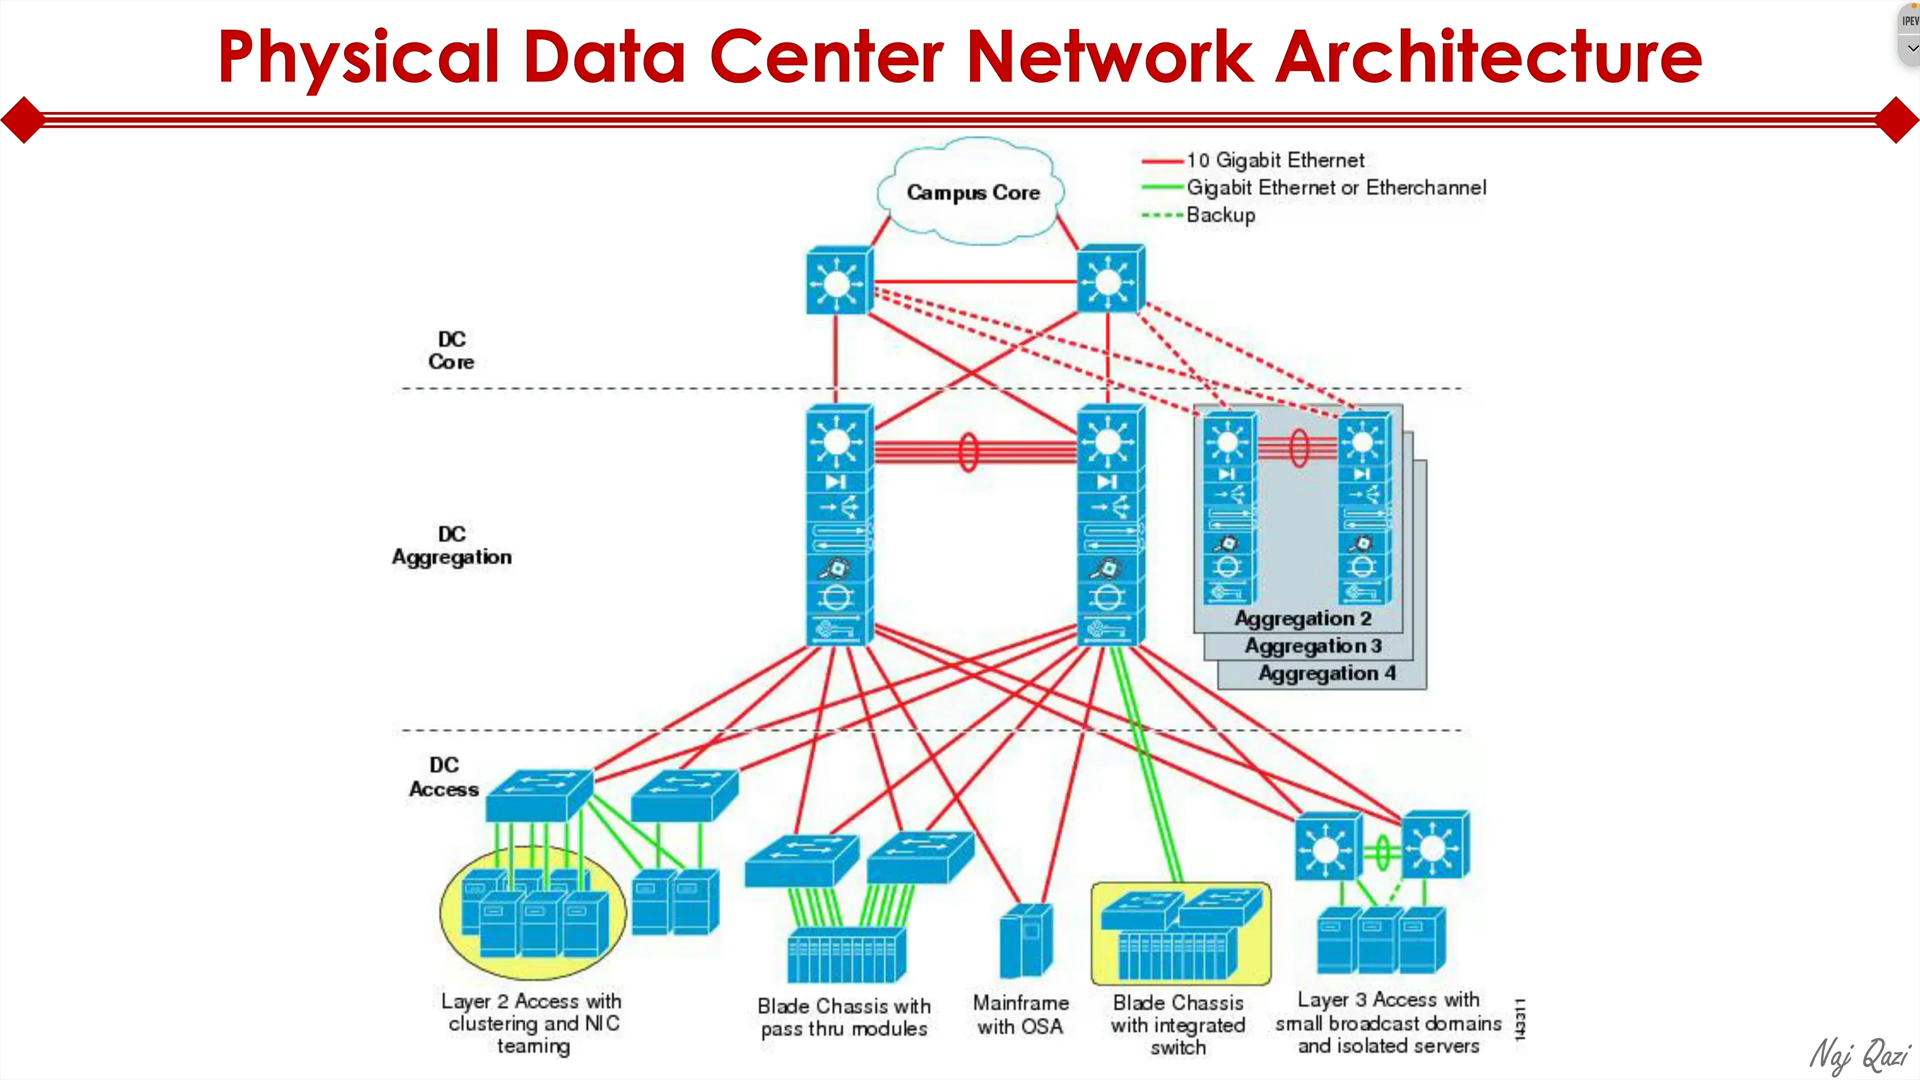 Physical Data Center Network Architecture
IPEV
Campus Core
10 Gigabit Ethernet
Gigabit Ethernet or Etherchannel
Backup
DC
Core
DC
Aggregation
Aggregation 2
Aggregation 3
Aggregation 4
DC
Access
Layer 2 Access with
clustering and NIC
teaming
Blade Chassis with
pass thru modules
Mainframe
with OSA
Blade Chassis
with integrated
switch
Layer 3 Access with
small broadcast domains
and isolated servers
143311
Naj Qazi